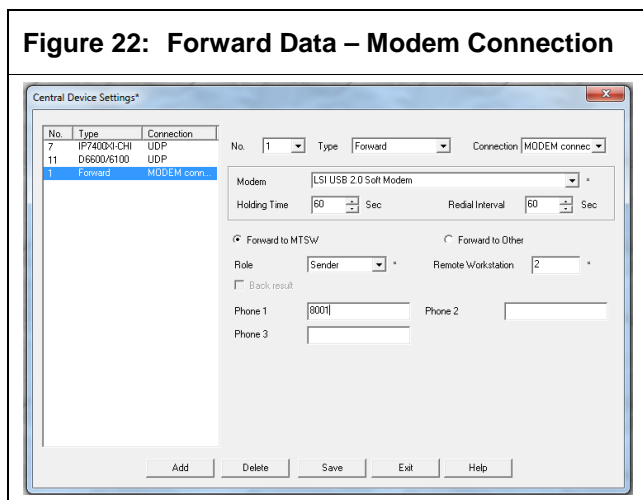 Figure 22: Forward Data – Modem Connection
Central Device Settings*
No. Type Connection
7 IP7400XI-CHI UDP
11 D6600/6100 UDP
1 Forward MODEM conn...
No. 1 Type Forward Connection MODEM connec
Modem LSI USB 2.0 Soft Modem *
Holding Time 60 Sec Redial Interval 60 Sec
Forward to MTSW Forward to Other
Role Sender * Remote Workstation 2 *
Back result
Phone 1 8001 Phone 2
Phone 3
Add Delete Save Exit Help